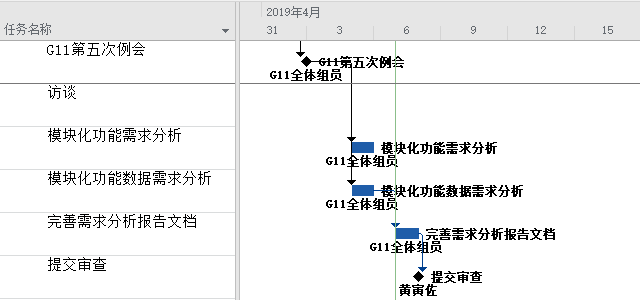 2019年4月
任务名称
31 3 6 9 12 15
G11第五次例会
G11第五次例会
G11全体组员
访谈
模块化功能需求分析
模块化功能需求分析
G11全体组员
模块化功能数据需求分析
模块化功能数据需求分析
G11全体组员
完善需求分析报告文档
完善需求分析报告文档
G11全体组员
提交审查
提交审查
黄寅佐